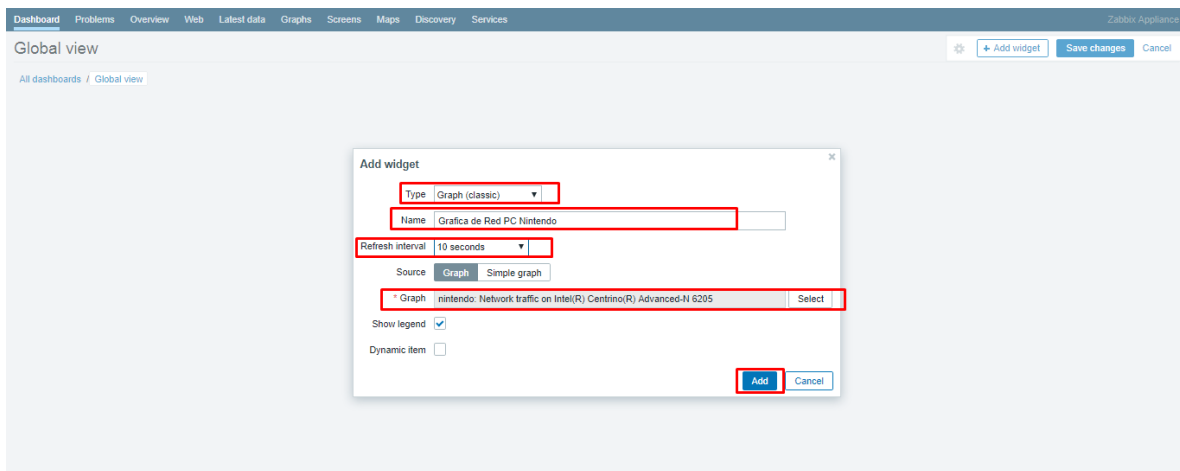 Dashboard Problems Overview Web Latest data Graphs Screens Maps Discovery Services Zabbix Appliance
Global view + Add widget Save changes Cancel
All dashboards / Global view
Add widget
Type Graph (classic)
Name Grafica de Red PC Nintendo
Refresh interval 10 seconds
Source Graph Simple graph
* Graph nintendo: Network traffic on Intel(R) Centrino(R) Advanced-N 6205 Select
Show legend
Dynamic item
Add Cancel